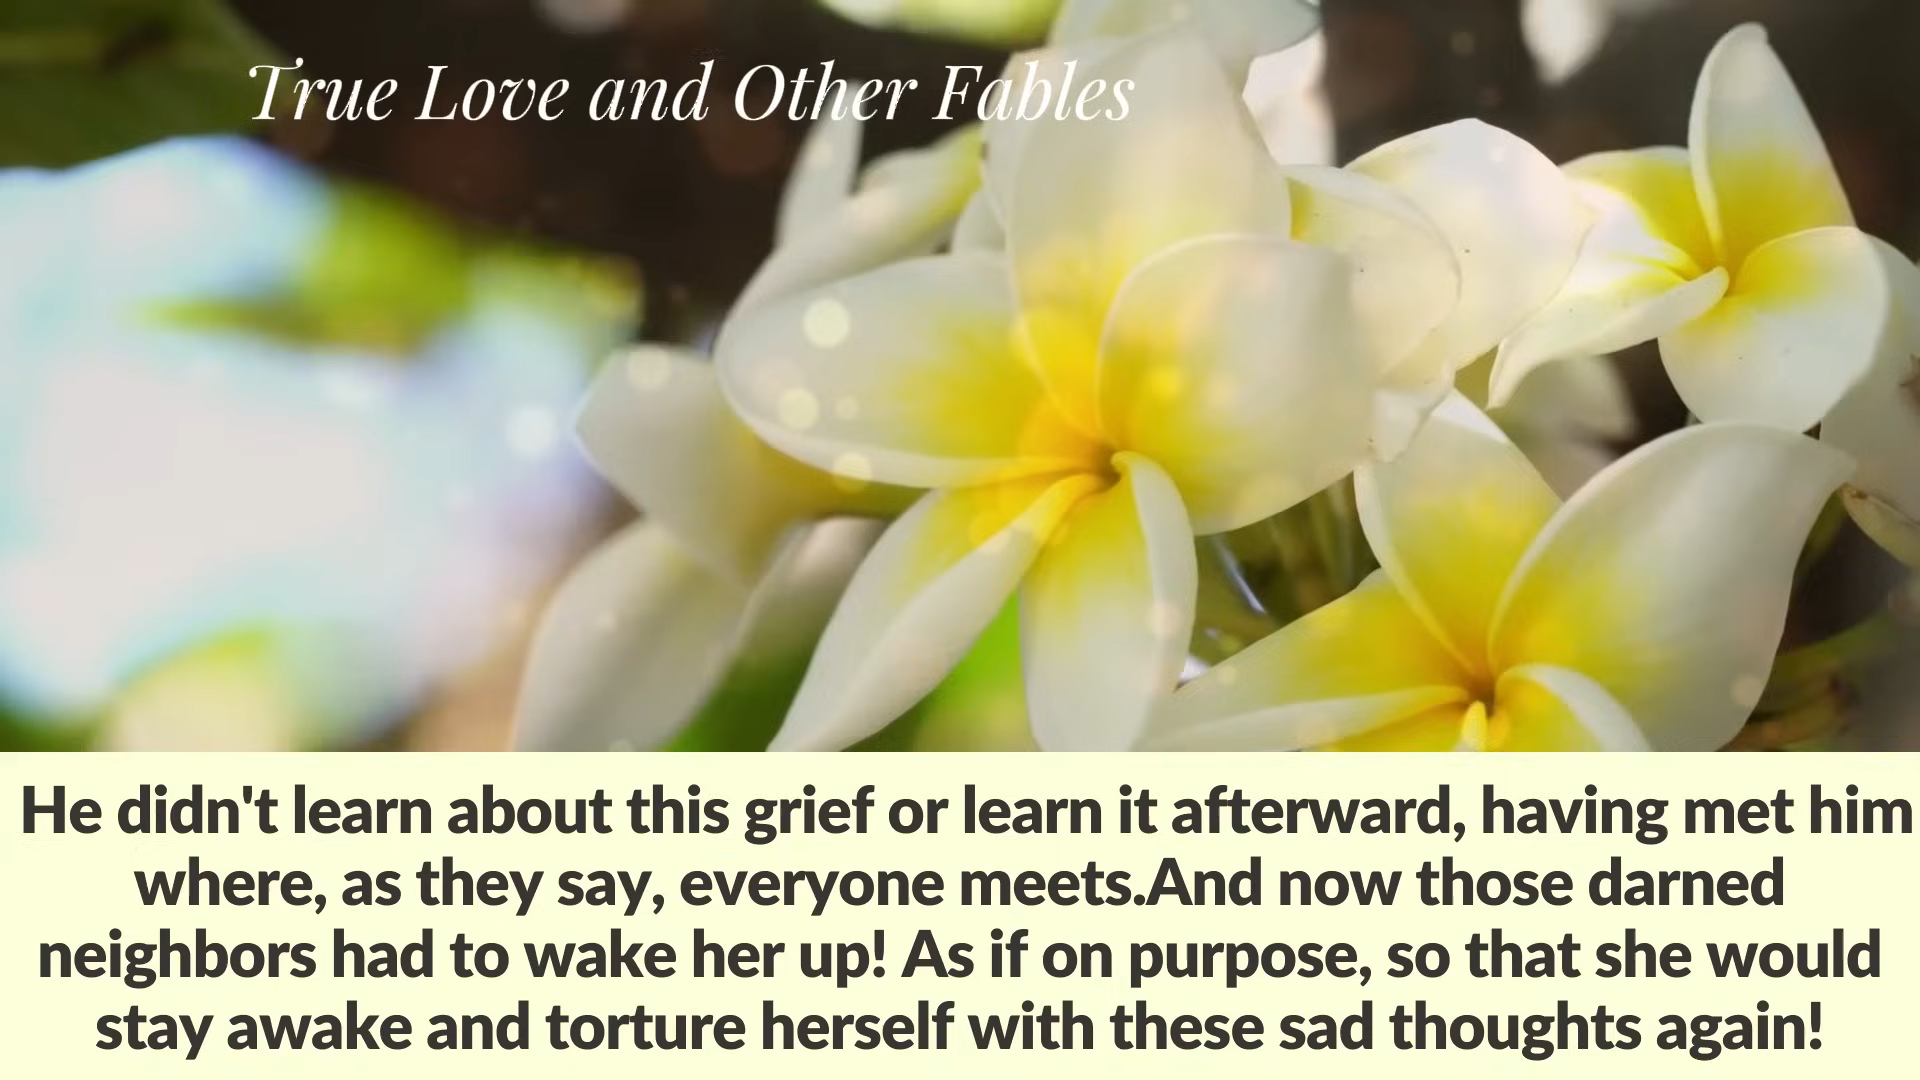 True Love and Other Fables
He didn't learn about this grief or learn it afterward, having met him
where, as they say, everyone meets.And now those darned
neighbors had to wake her up! As if on purpose, so that she would
stay awake and torture herself with these sad thoughts again!